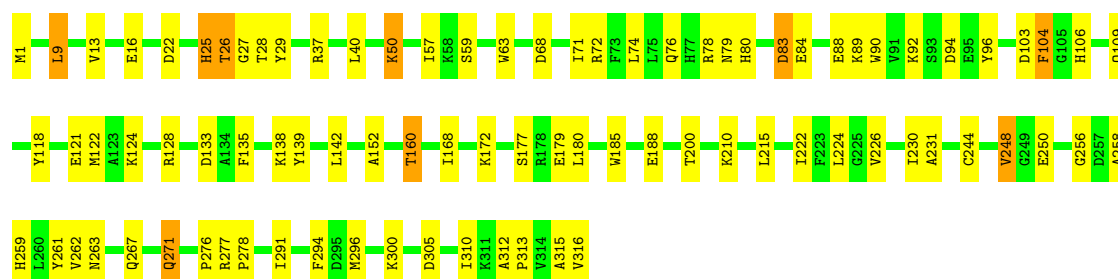 M1 L9 V13 E16 D22 H25 T26 G27 T28 Y29 R37 L40 K50 I57 K58 S59 W63 D68 I71 R72 F73 L74 L75 Q76 H77 R78 N79 H80 D83 E84 E88 K89 W90 V91 K92 S93 D94 E95 Y96 D103 F104 G105 H106
Y118 E121 M122 A123 K124 R128 D133 A134 F135 K138 Y139 L142 A152 T160 I168 K172 S177 R178 E179 L180 W185 E188 T200 K210 L215 I222 F223 L224 G225 V226 I230 A231 C244 V248 G249 E250 G256 D257
H259 L260 Y261 V262 N263 Q267 Q271 P276 R277 P278 I291 F294 D295 M296 K300 D305 I310 K311 A312 P313 V314 A315 V316